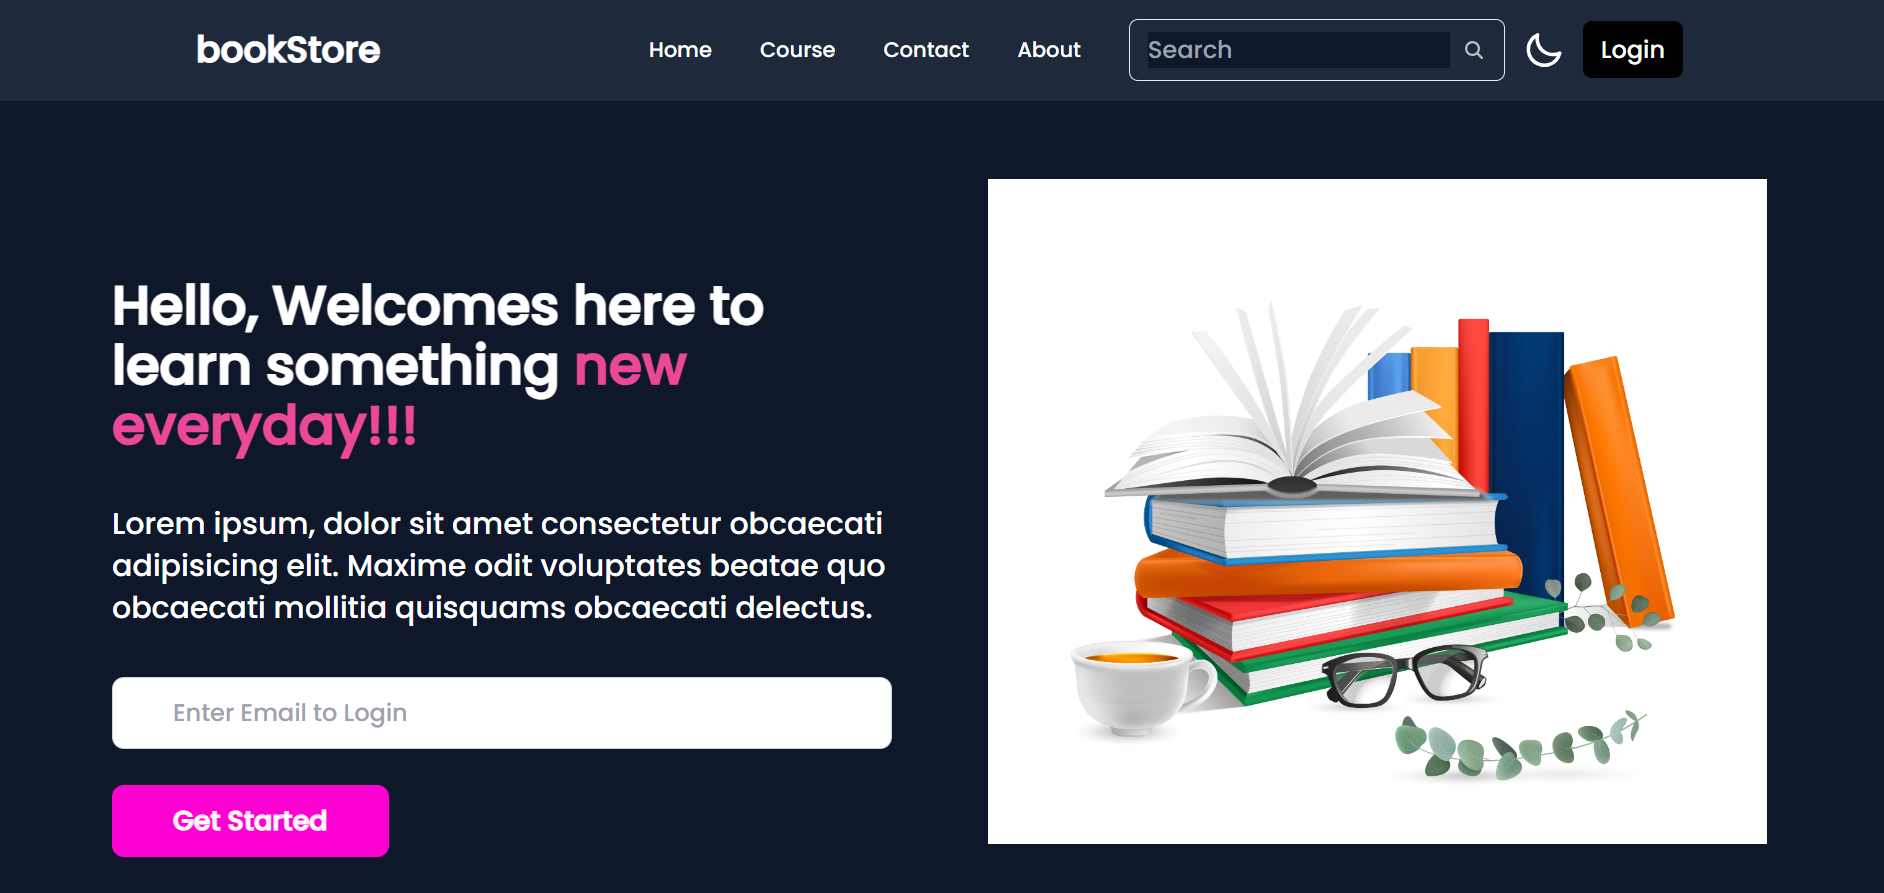 bookStore
Home Course Contact About Search Login
Hello, Welcomes here to
learn something new
everyday!!!
Lorem ipsum, dolor sit amet consectetur obcaecati
adipisicing elit. Maxime odit voluptates beatae quo
obcaecati mollitia quisquams obcaecati delectus.
Enter Email to Login
Get Started